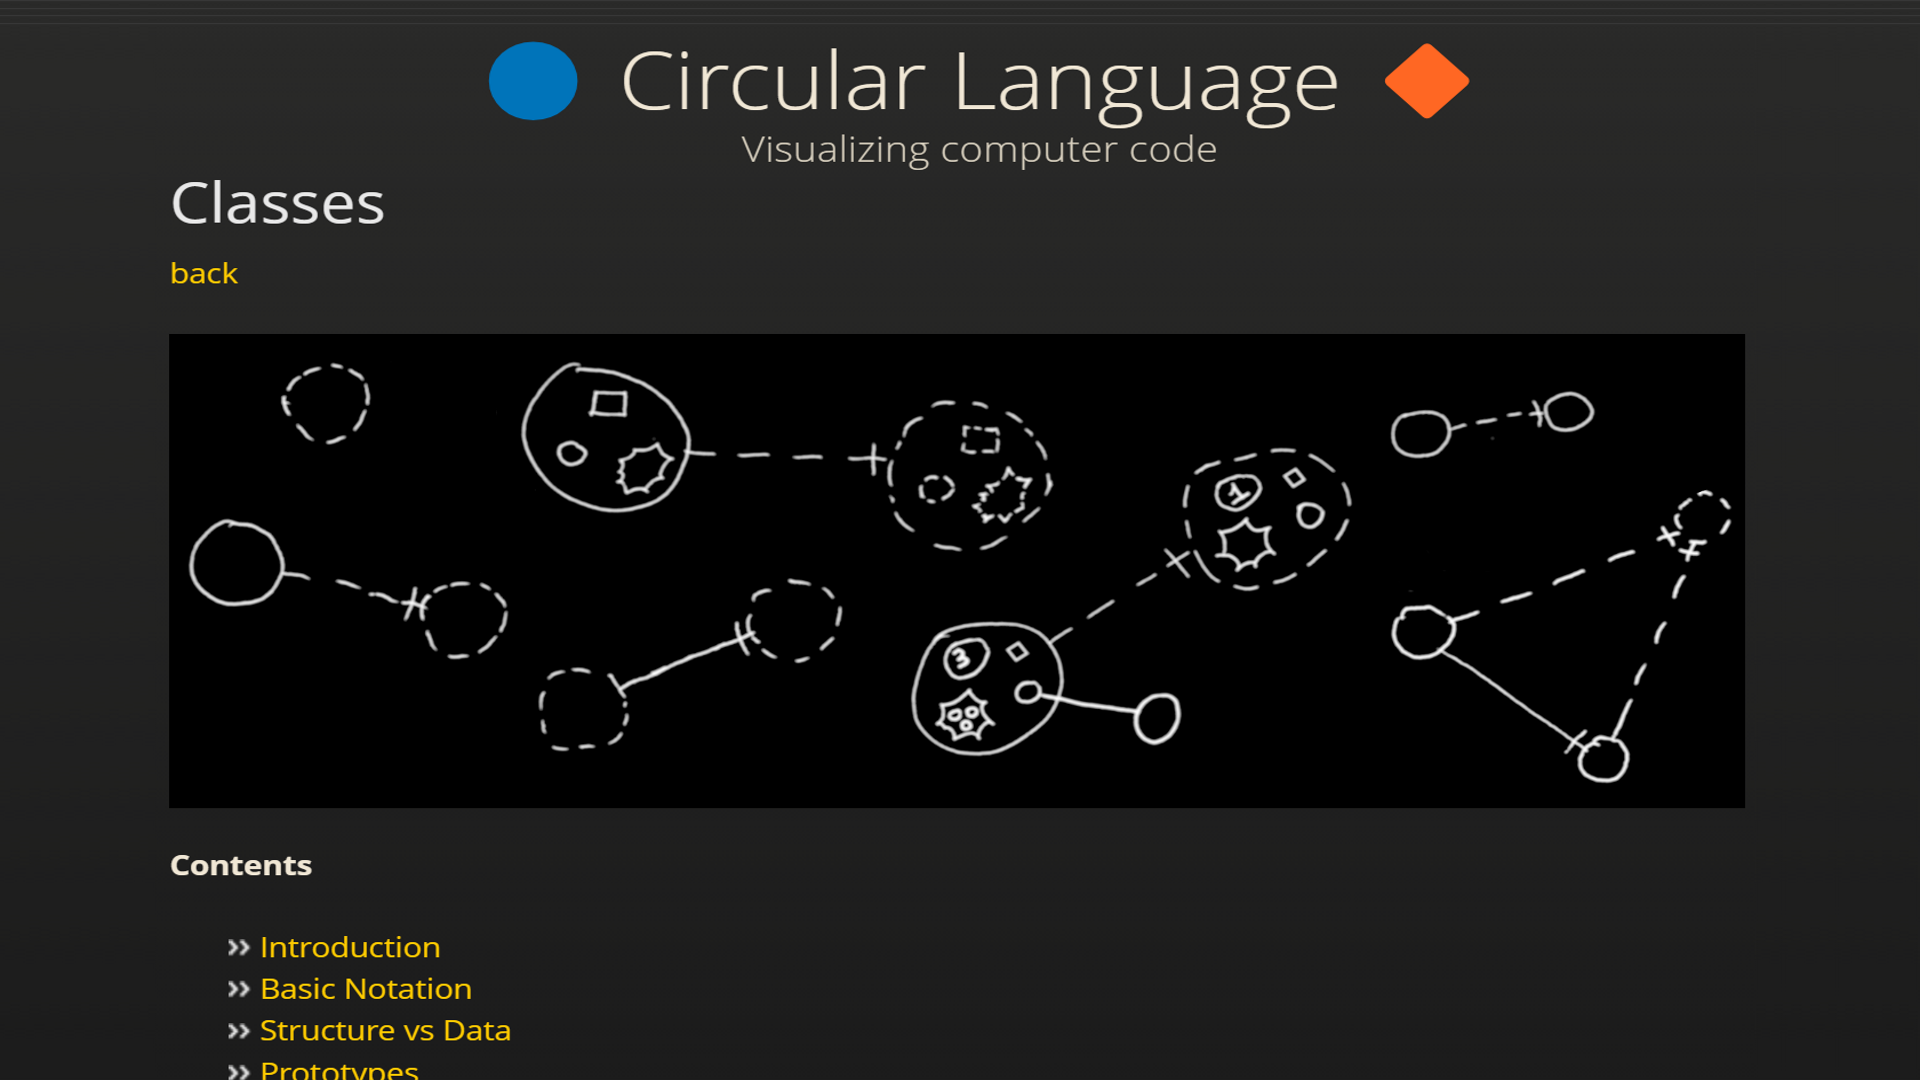 Circular Language
Visualizing computer code
Classes
back
1
3
Contents
Introduction
Basic Notation
Structure vs Data
Prototypes